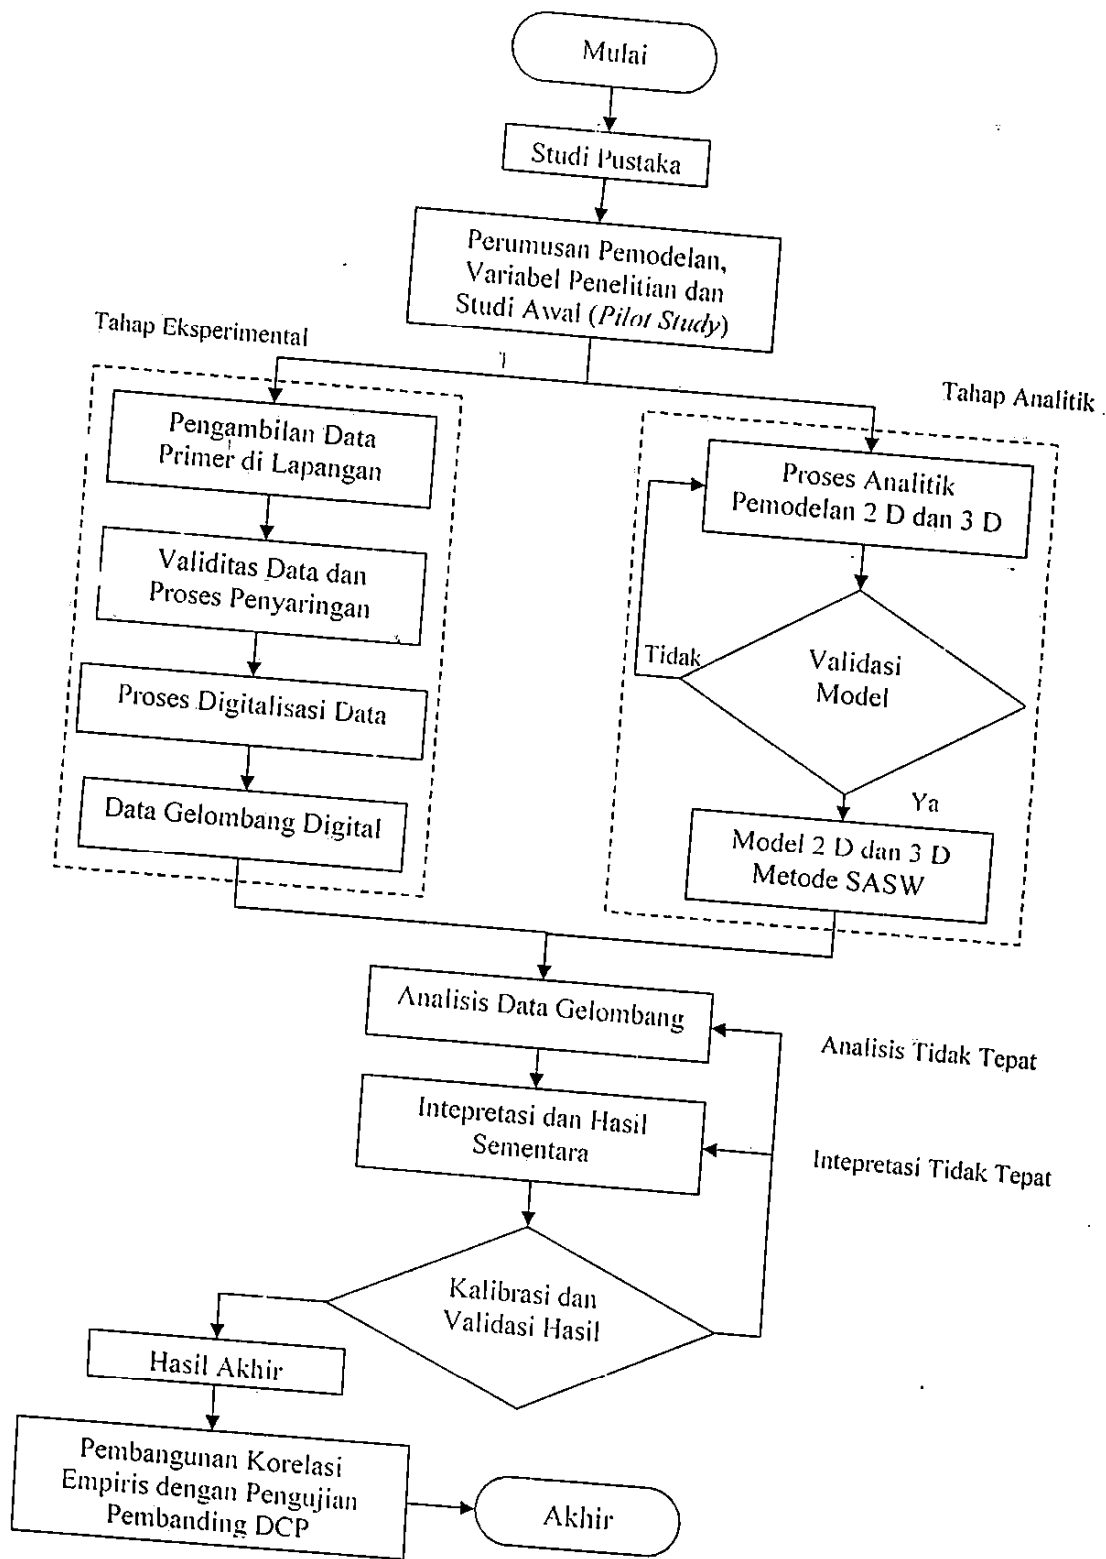 Mulai
Studi Pustaka
Perumusan Pemodelan,
Variabel Penelitian dan
Studi Awal (Pilot Study)
Tahap Eksperimental
Tahap Analitik
Pengambilan Data
Primer di Lapangan
Validitas Data dan
Proses Penyaringan
Proses Digitalisasi Data
Data Gelombang Digital
Proses Analitik
Pemodelan 2 D dan 3 D
Tidak
Validasi
Model
Ya
Model 2 D dan 3 D
Metode SASW
Analisis Data Gelombang
Analisis Tidak Tepat
Intepretasi dan Hasil
Sementara
Intepretasi Tidak Tepat
Kalibrasi dan
Validasi Hasil
Hasil Akhir
Pembangunan Korelasi
Empiris dengan Pengujian
Pembanding DCP
Akhir